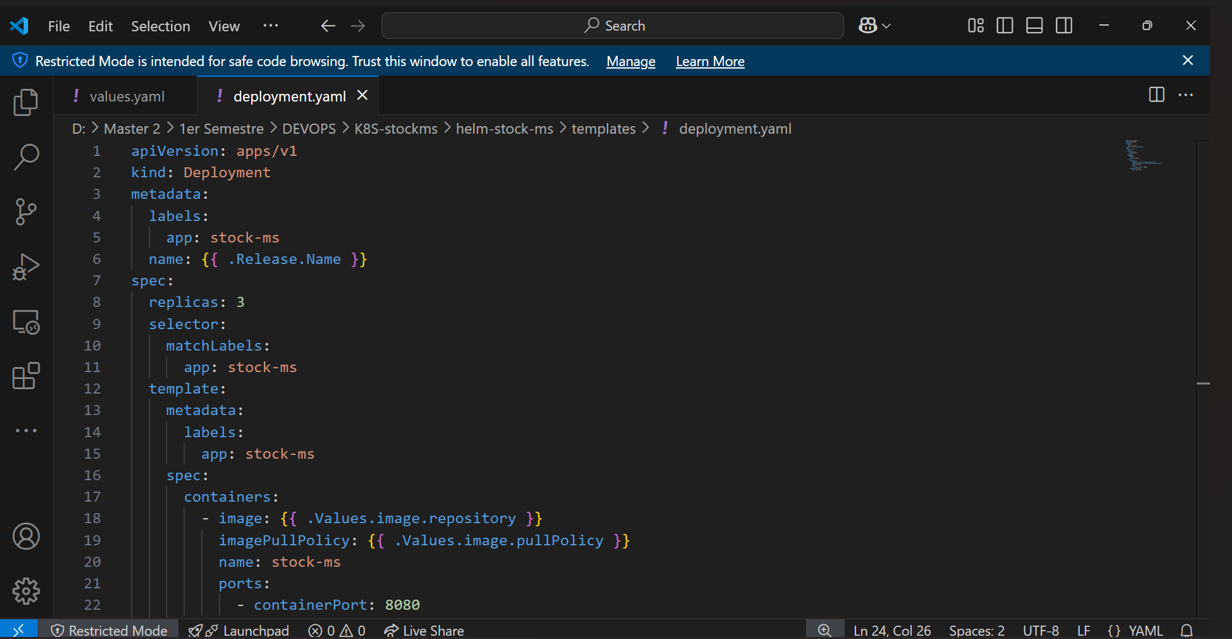 File Edit Selection View ··· Search
Restricted Mode is intended for safe code browsing. Trust this window to enable all features. Manage Learn More
! values.yaml ! deployment.yaml
D: > Master 2 > 1er Semestre > DEVOPS > K8S-stockms > helm-stock-ms > templates > ! deployment.yaml
1 apiVersion: apps/v1
2 kind: Deployment
3 metadata:
4   labels:
5     app: stock-ms
6   name: {{ .Release.Name }}
7 spec:
8   replicas: 3
9   selector:
10     matchLabels:
11       app: stock-ms
12   template:
13     metadata:
14       labels:
15         app: stock-ms
16     spec:
17       containers:
18         - image: {{ .Values.image.repository }}
19           imagePullPolicy: {{ .Values.image.pullPolicy }}
20           name: stock-ms
21           ports:
22             - containerPort: 8080
Restricted Mode Launchpad 0 0 Live Share Ln 24, Col 26 Spaces: 2 UTF-8 LF {} YAML